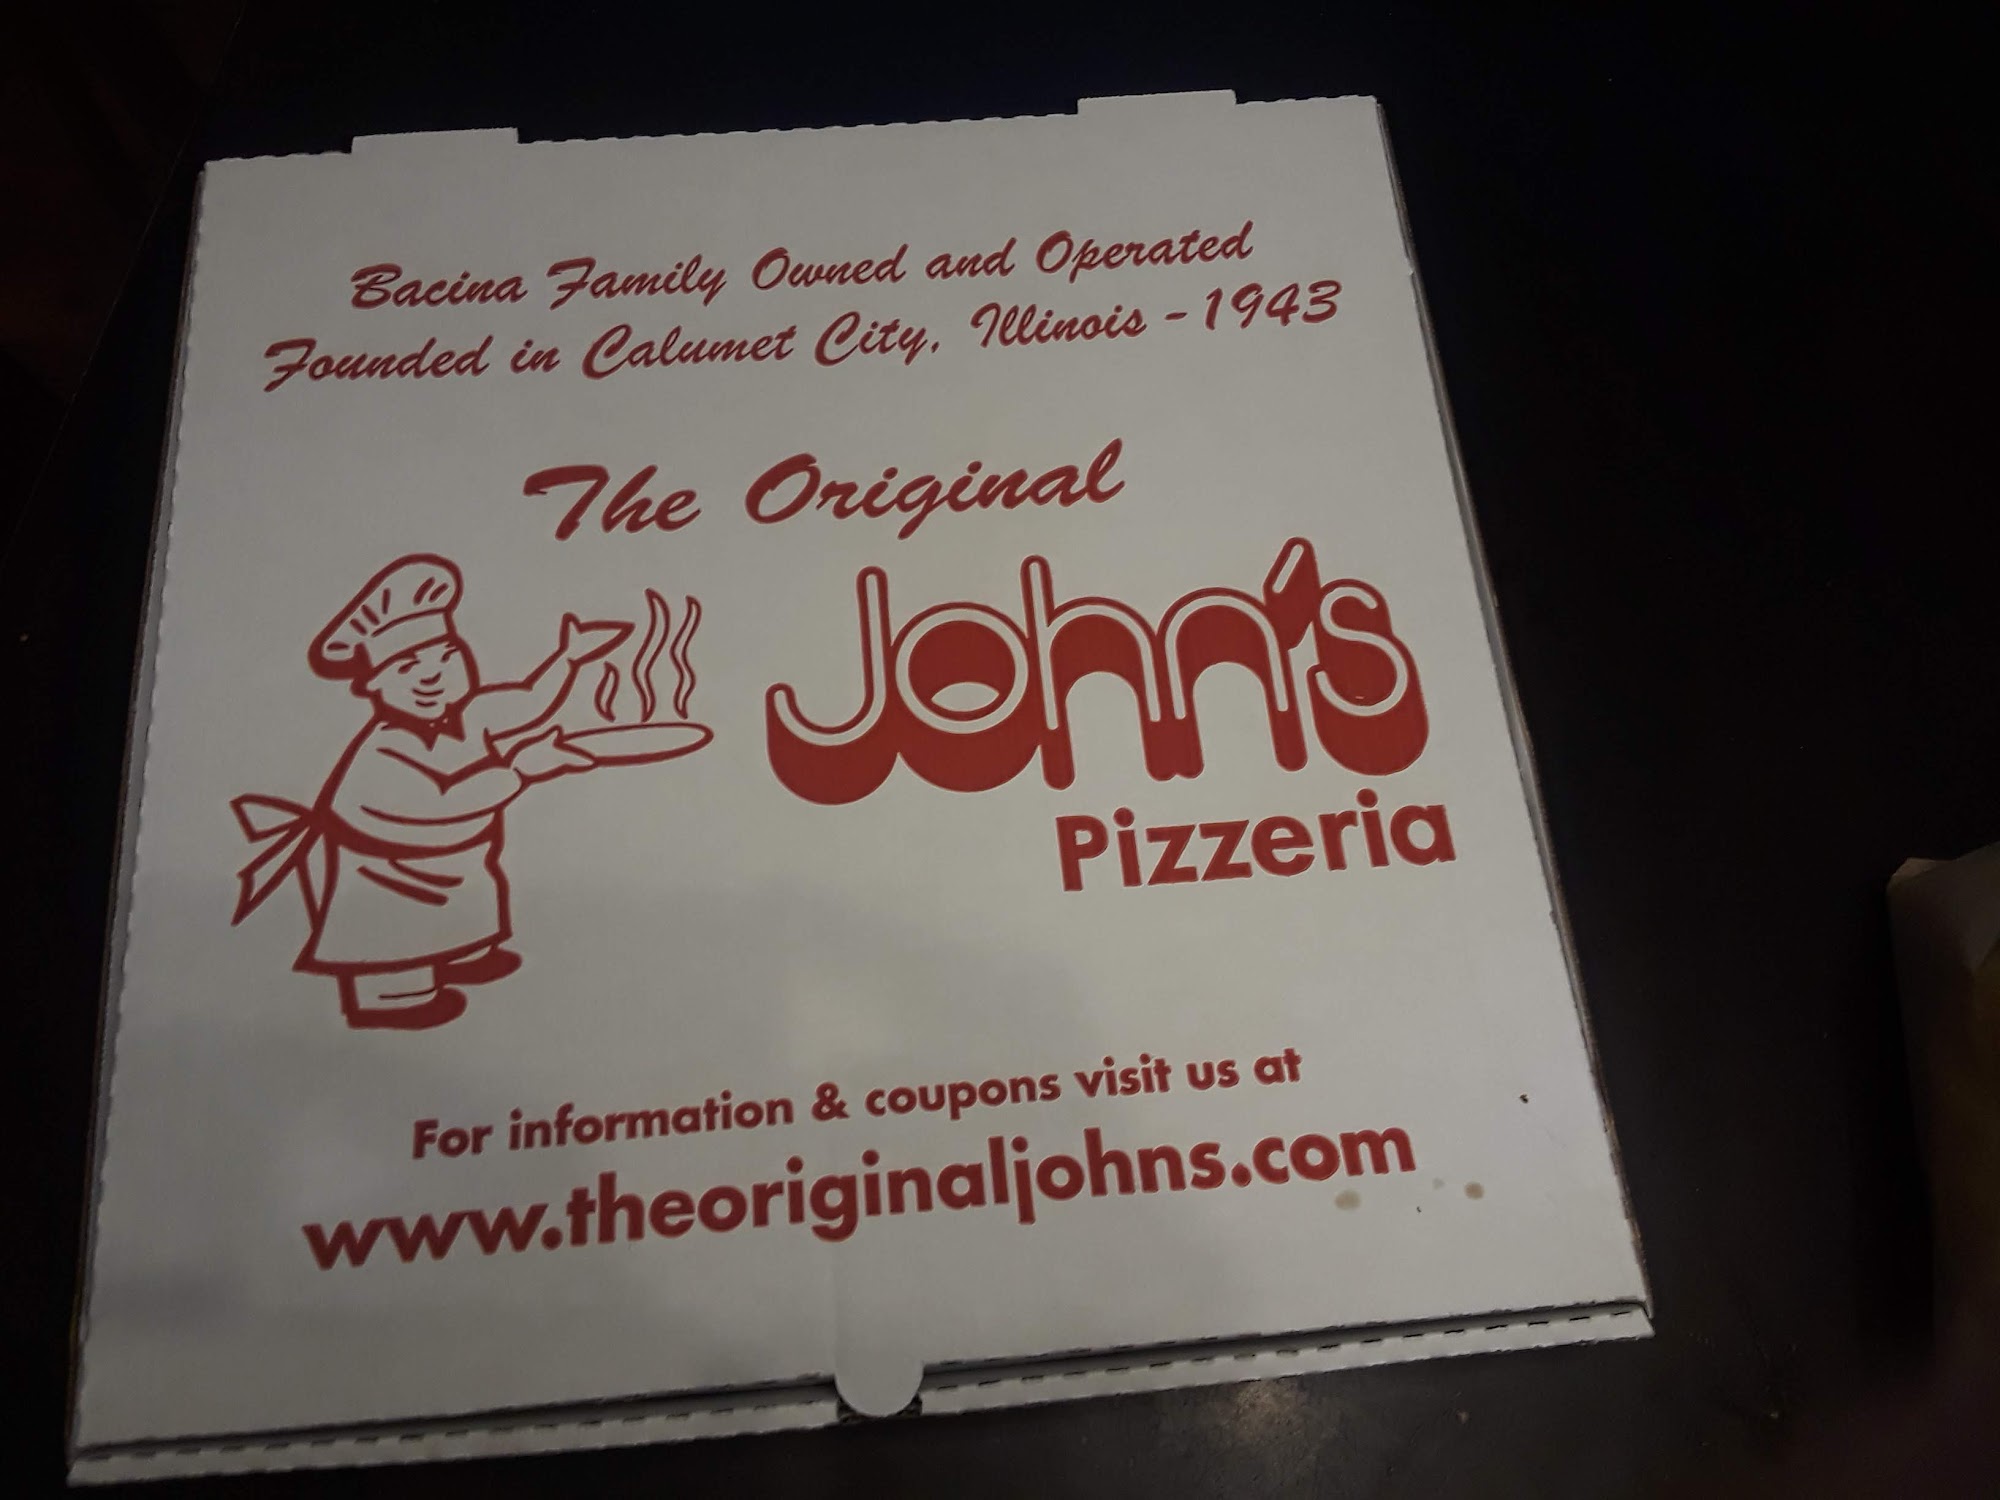 Bacina Family Owned and Operated
Founded in Calumet City, Illinois - 1943
The Original
John's
Pizzeria
For information & coupons visit us at
www.theoriginaljohns.com